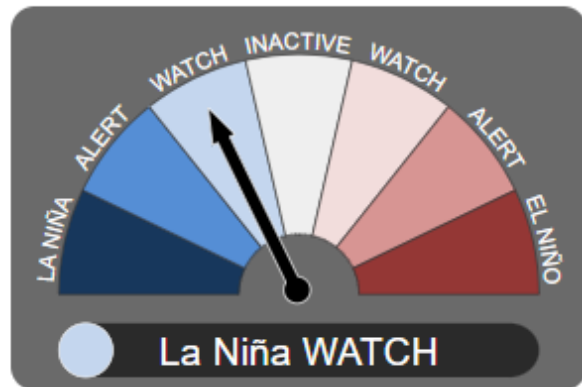 LA NIÑA
ALERT
WATCH
INACTIVE
WATCH
ALERT
EL NIÑO
La Niña WATCH